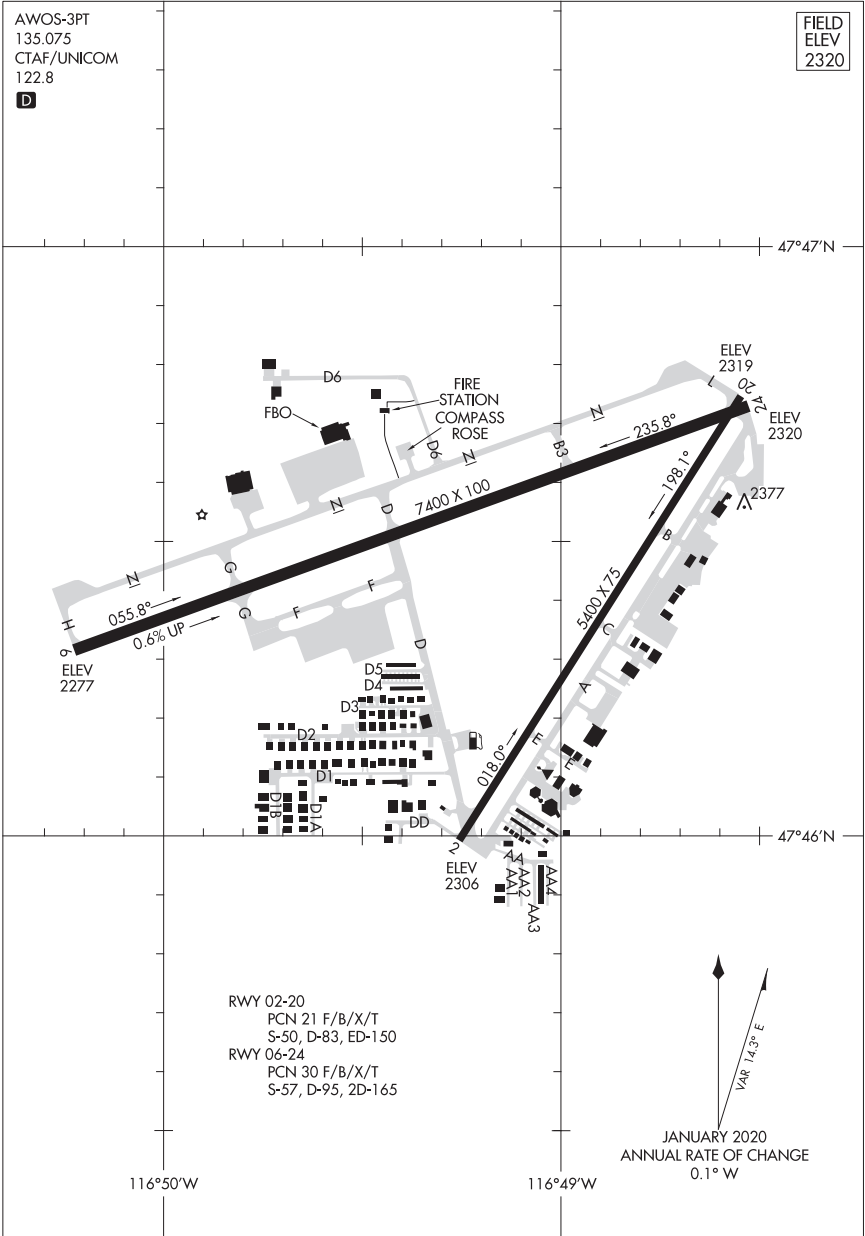 AWOS-3PT
135.075
CTAF/UNICOM
122.8
D
FIELD
ELEV
2320
47°47'N
D6
FIRE
STATION
COMPASS
ROSE
FBO
D6
N
N
B3
235.8°
L
20
24
ELEV
2319
ELEV
2320
198.1°
2377
7400 X 100
N
D
B
N
G
G
F
F
H
055.8°
0.6% UP
6
ELEV
2277
5400 X 75
C
D
A
D5
D4
D3
D2
D1
D1B
D1A
DD
018.0°
E
E
47°46'N
2
ELEV
2306
AA
AA1
AA2
AA3
AA4
RWY 02-20
PCN 21 F/B/X/T
S-50, D-83, ED-150
RWY 06-24
PCN 30 F/B/X/T
S-57, D-95, 2D-165
VAR 14.3° E
JANUARY 2020
ANNUAL RATE OF CHANGE
0.1° W
116°50'W
116°49'W